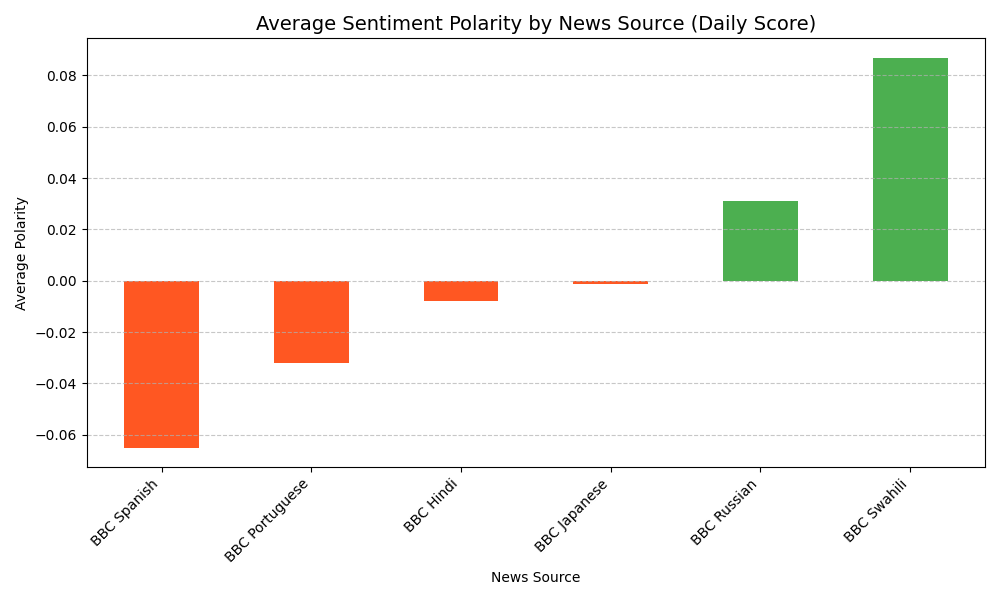 Average Sentiment Polarity by News Source (Daily Score)
Average Polarity
0.08
0.06
0.04
0.02
0.00
−0.02
−0.04
−0.06
BBC Spanish
BBC Portuguese
BBC Hindi
BBC Japanese
BBC Russian
BBC Swahili
News Source